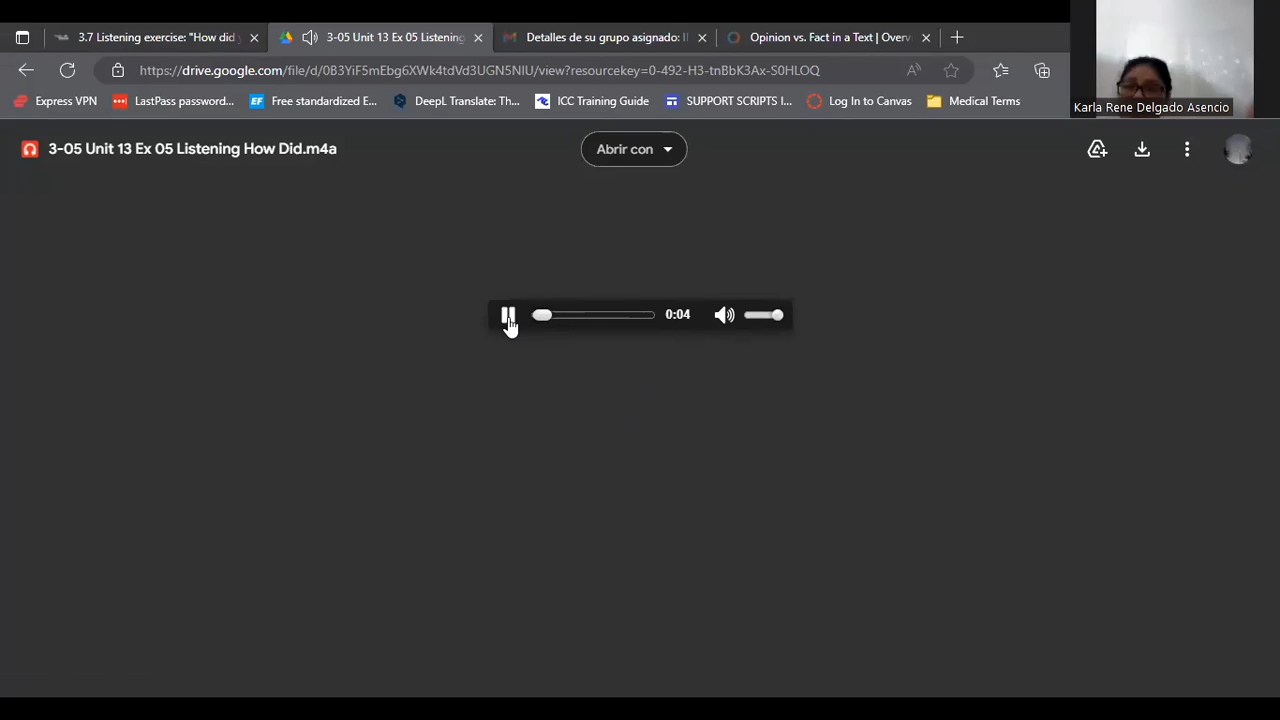 3.7 Listening exercise: "How did y
3-05 Unit 13 Ex 05 Listening
Detalles de su grupo asignado: II
Opinion vs. Fact in a Text | Overv
https://drive.google.com/file/d/0B3YiF5mEbg6XWk4tdVd3UGN5NlU/view?resourcekey=0-492-H3-tnBbK3Ax-S0HLOQ
Express VPN
LastPass password...
EF Free standardized E...
DeepL Translate: Th...
ICC Training Guide
SUPPORT SCRIPTS I...
Log In to Canvas
Medical Terms
Karla Rene Delgado Asencio
3-05 Unit 13 Ex 05 Listening How Did.m4a
Abrir con
0:04